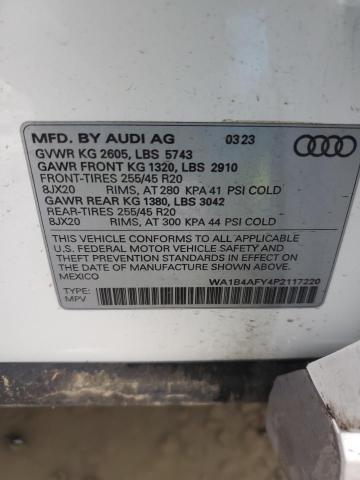 MFD. BY AUDI AG 03 23
GVWR KG 2605, LBS 5743
GAWR FRONT KG 1320, LBS 2910
FRONT-TIRES 255/45 R20
8JX20 RIMS, AT 280 KPA 41 PSI COLD
GAWR REAR KG 1380, LBS 3042
REAR-TIRES 255/45 R20
8JX20 RIMS, AT 300 KPA 44 PSI COLD
THIS VEHICLE CONFORMS TO ALL APPLICABLE
U.S. FEDERAL MOTOR VEHICLE SAFETY AND
THEFT PREVENTION STANDARDS IN EFFECT ON
THE DATE OF MANUFACTURE SHOWN ABOVE.
MEXICO
WA1B4AFY4P2117220
TYPE:
MPV